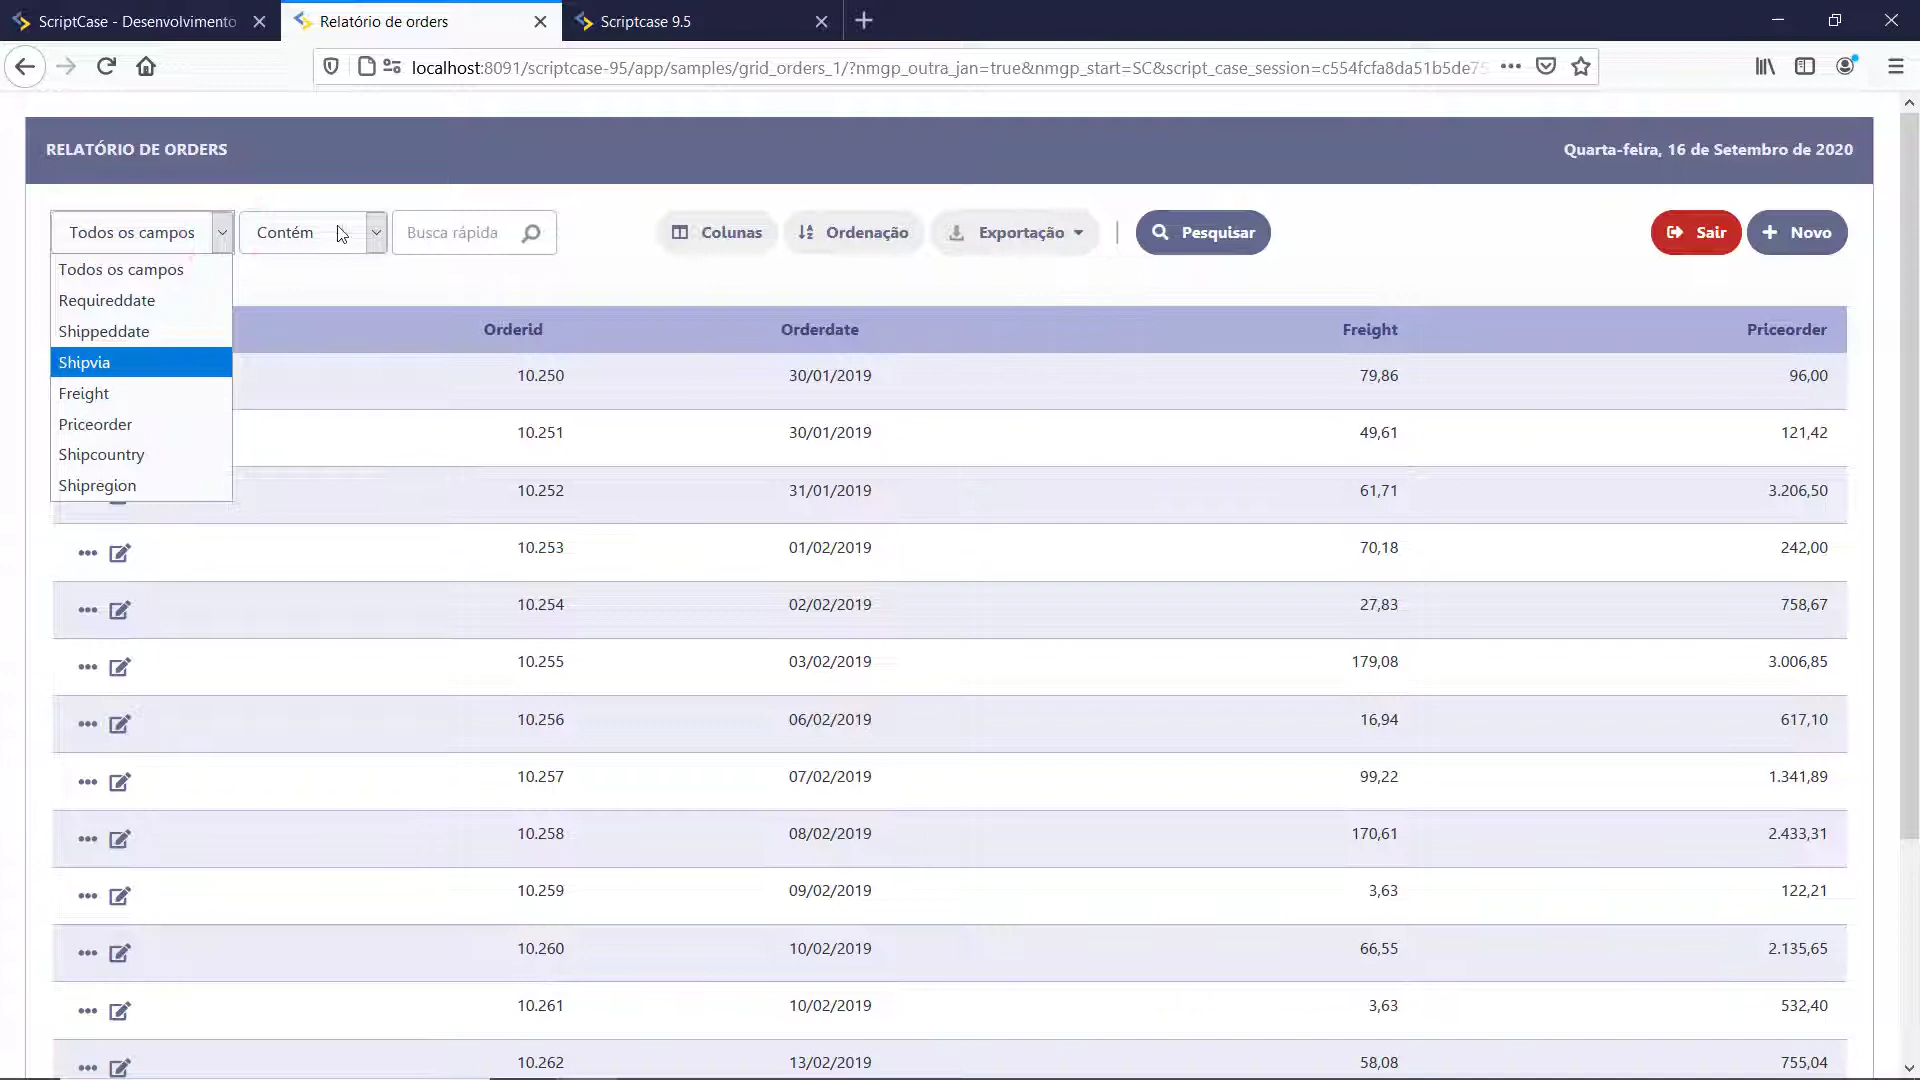 ScriptCase - Desenvolvimento
Relatório de orders
Scriptcase 9.5
localhost:8091/scriptcase-95/app/samples/grid_orders_1/?nmgp_outra_jan=true&nmgp_start=SC&script_case_session=c554fcfa8da51b5de75
RELATÓRIO DE ORDERS
Quarta-feira, 16 de Setembro de 2020
Todos os campos
Contém
Busca rápida
Colunas
Ordenação
Exportação
Pesquisar
Sair
Novo
Todos os campos
Requireddate
Shippeddate
Shipvia
Freight
Priceorder
Shipcountry
Shipregion
Orderid Orderdate Freight Priceorder
10.250 30/01/2019 79,86 96,00
10.251 30/01/2019 49,61 121,42
10.252 31/01/2019 61,71 3.206,50
10.253 01/02/2019 70,18 242,00
10.254 02/02/2019 27,83 758,67
10.255 03/02/2019 179,08 3.006,85
10.256 06/02/2019 16,94 617,10
10.257 07/02/2019 99,22 1.341,89
10.258 08/02/2019 170,61 2.433,31
10.259 09/02/2019 3,63 122,21
10.260 10/02/2019 66,55 2.135,65
10.261 10/02/2019 3,63 532,40
10.262 13/02/2019 58,08 755,04